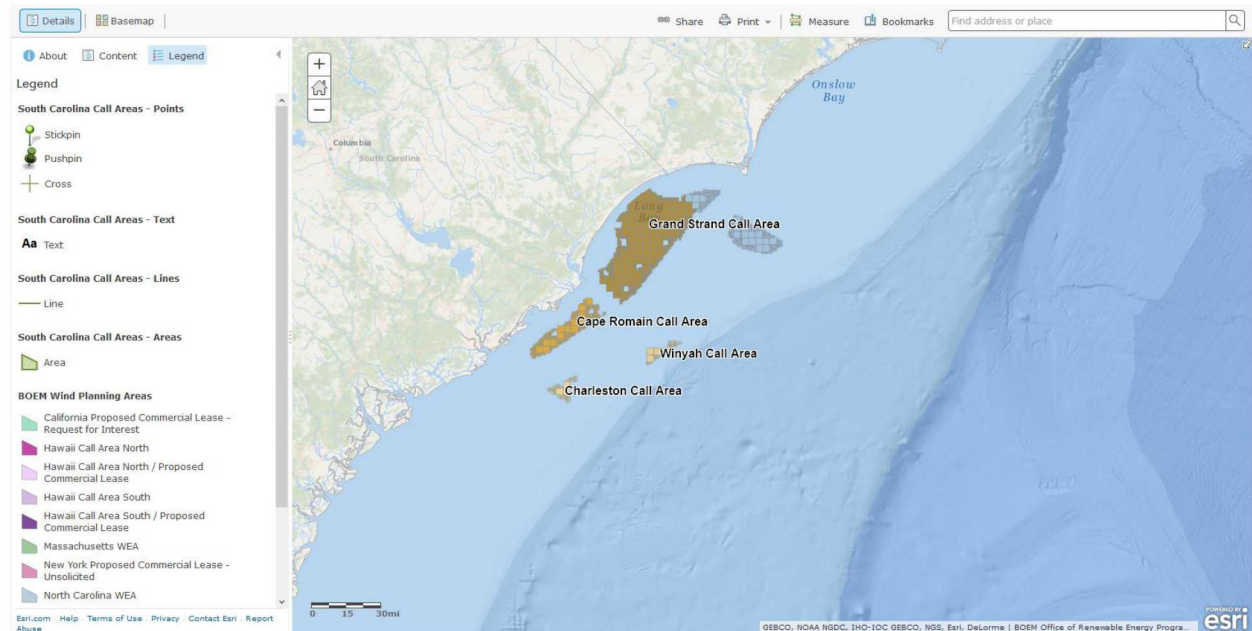 Details
Basemap
Share
Print
Measure
Bookmarks
Find address or place
About
Content
Legend
Legend
South Carolina Call Areas - Points
Stickpin
Pushpin
Cross
South Carolina Call Areas - Text
Aa Text
South Carolina Call Areas - Lines
Line
South Carolina Call Areas - Areas
Area
BOEM Wind Planning Areas
California Proposed Commercial Lease -
Request for Interest
Hawaii Call Area North
Hawaii Call Area North / Proposed
Commercial Lease
Hawaii Call Area South
Hawaii Call Area South / Proposed
Commercial Lease
Massachusetts WEA
New York Proposed Commercial Lease -
Unsolicited
North Carolina WEA
Esri.com . Help . Terms of Use . Privacy . Contact Esri . Report
Abuse
+
−
Onslow
Bay
Columbia
South Carolina
Long
Grand Strand Call Area
Cape Romain Call Area
Winyah Call Area
Charleston Call Area
0 15 30mi
GEBCO, NOAA NGDC, IHO-IOC GEBCO, NGS, Esri, DeLorme | BOEM Office of Renewable Energy Progra...
POWERED BY
esri